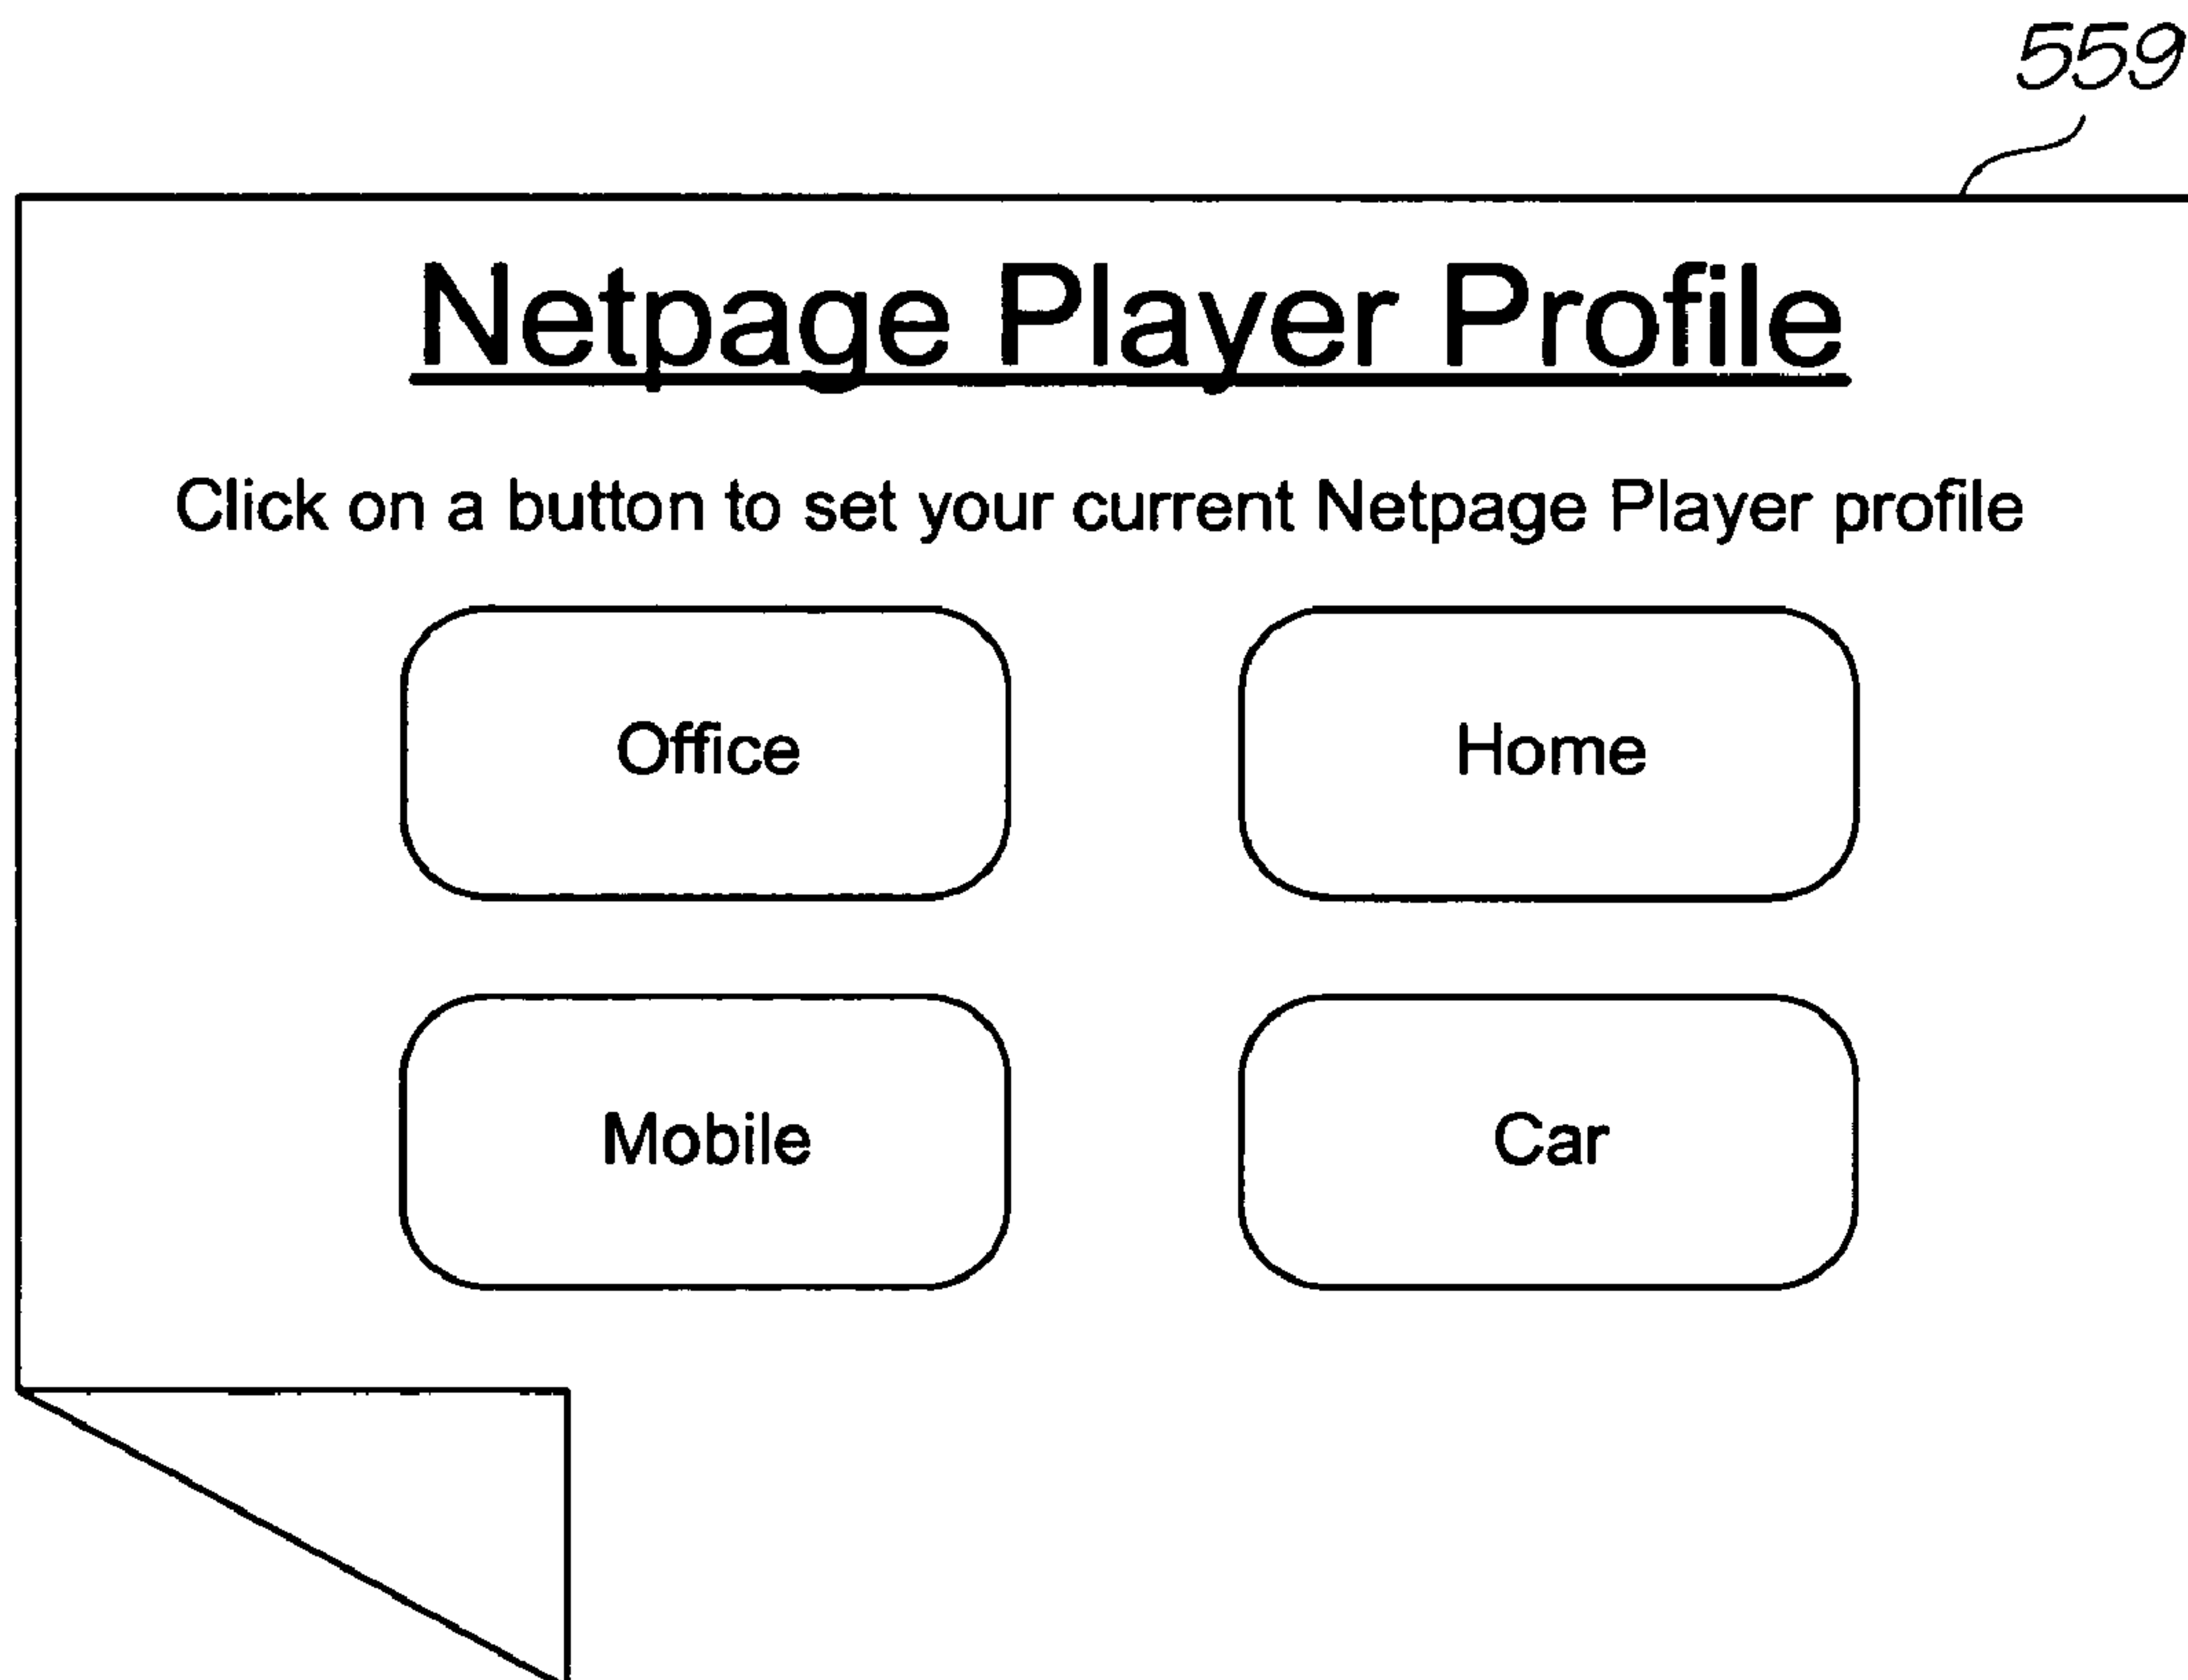 559
Netpage Player Profile
Click on a button to set your current Netpage Player profile
Office Home
Mobile Car